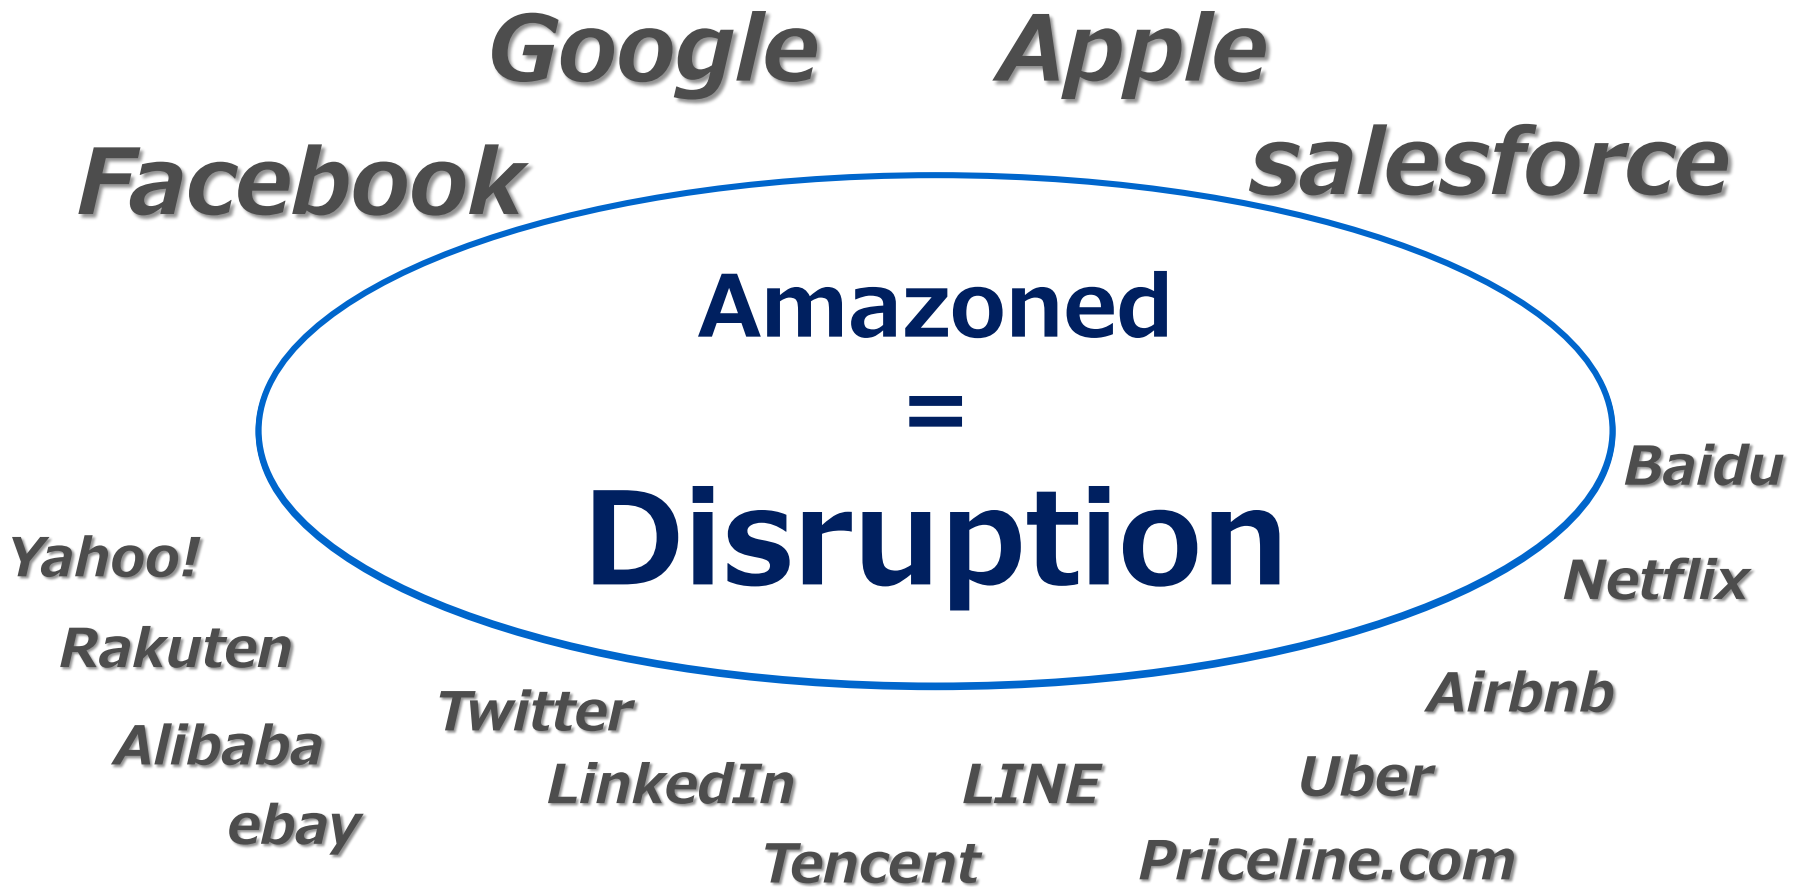 Google
Apple
Facebook
salesforce
Amazoned
=
Disruption
Baidu
Yahoo!
Netflix
Rakuten
Airbnb
Twitter
Alibaba
LinkedIn
LINE
Uber
ebay
Tencent
Priceline.com